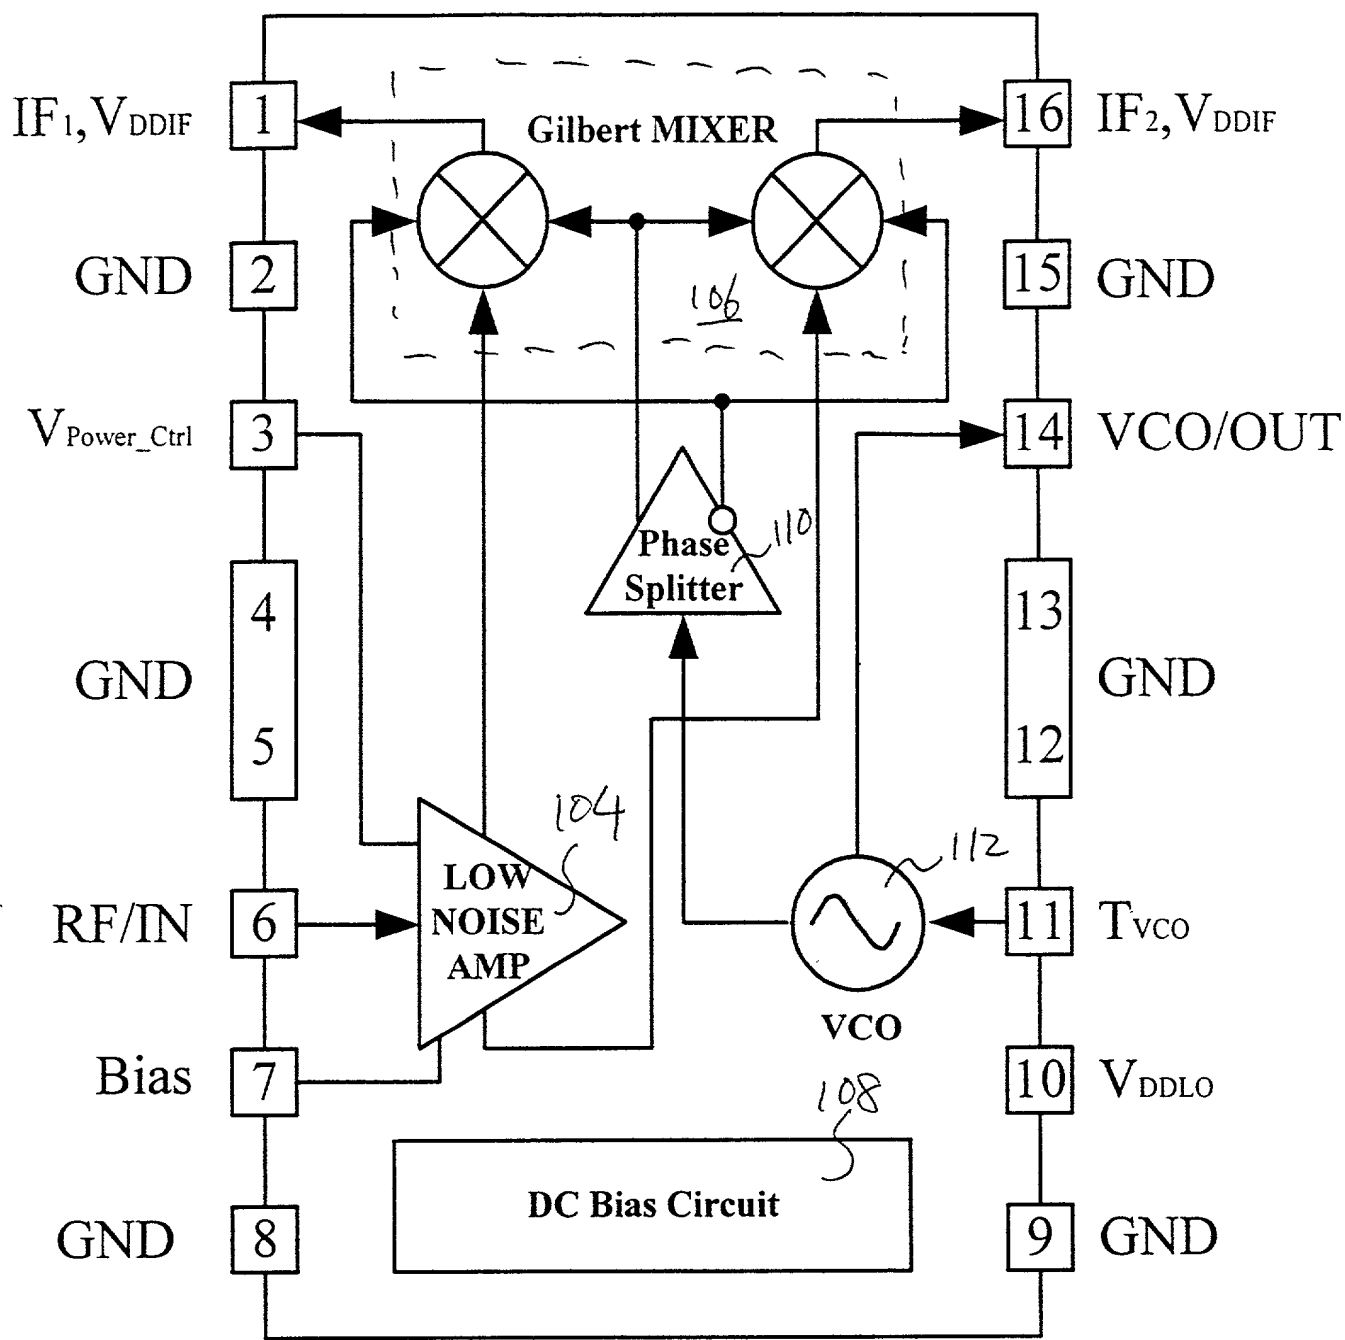 IF1,VDDIF 1 Gilbert MIXER 16 IF2,VDDIF
GND 2 15 GND
106
VPower_Ctrl 3 14 VCO/OUT
Phase 110
Splitter
4 13
GND GND
5 12
104 112
LOW
RF/IN 6 NOISE 11 TVCO
AMP
VCO
Bias 7 10 VDDLO
108
DC Bias Circuit
GND 8 9 GND